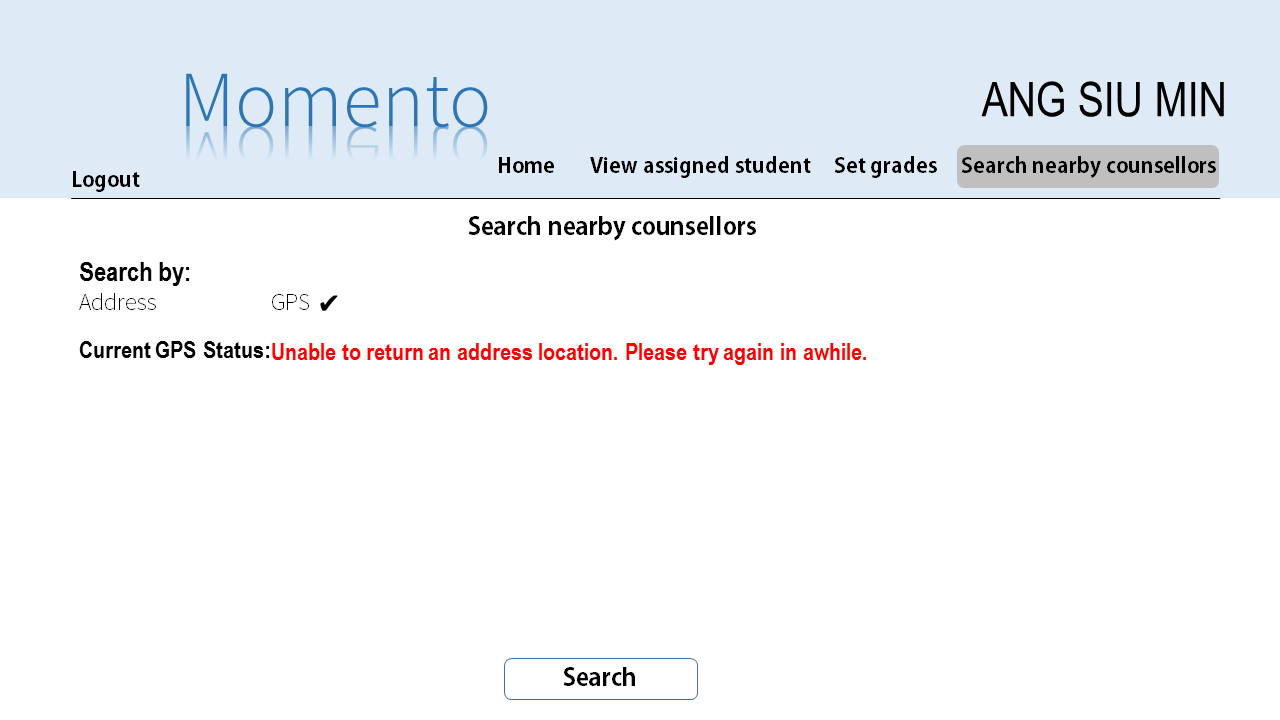 Momento
ANG SIU MIN
Logout
Home View assigned student Set grades Search nearby counsellors
Search nearby counsellors
Search by:
Address GPS ✔
Current GPS Status:Unable to return an address location. Please try again in awhile.
Search